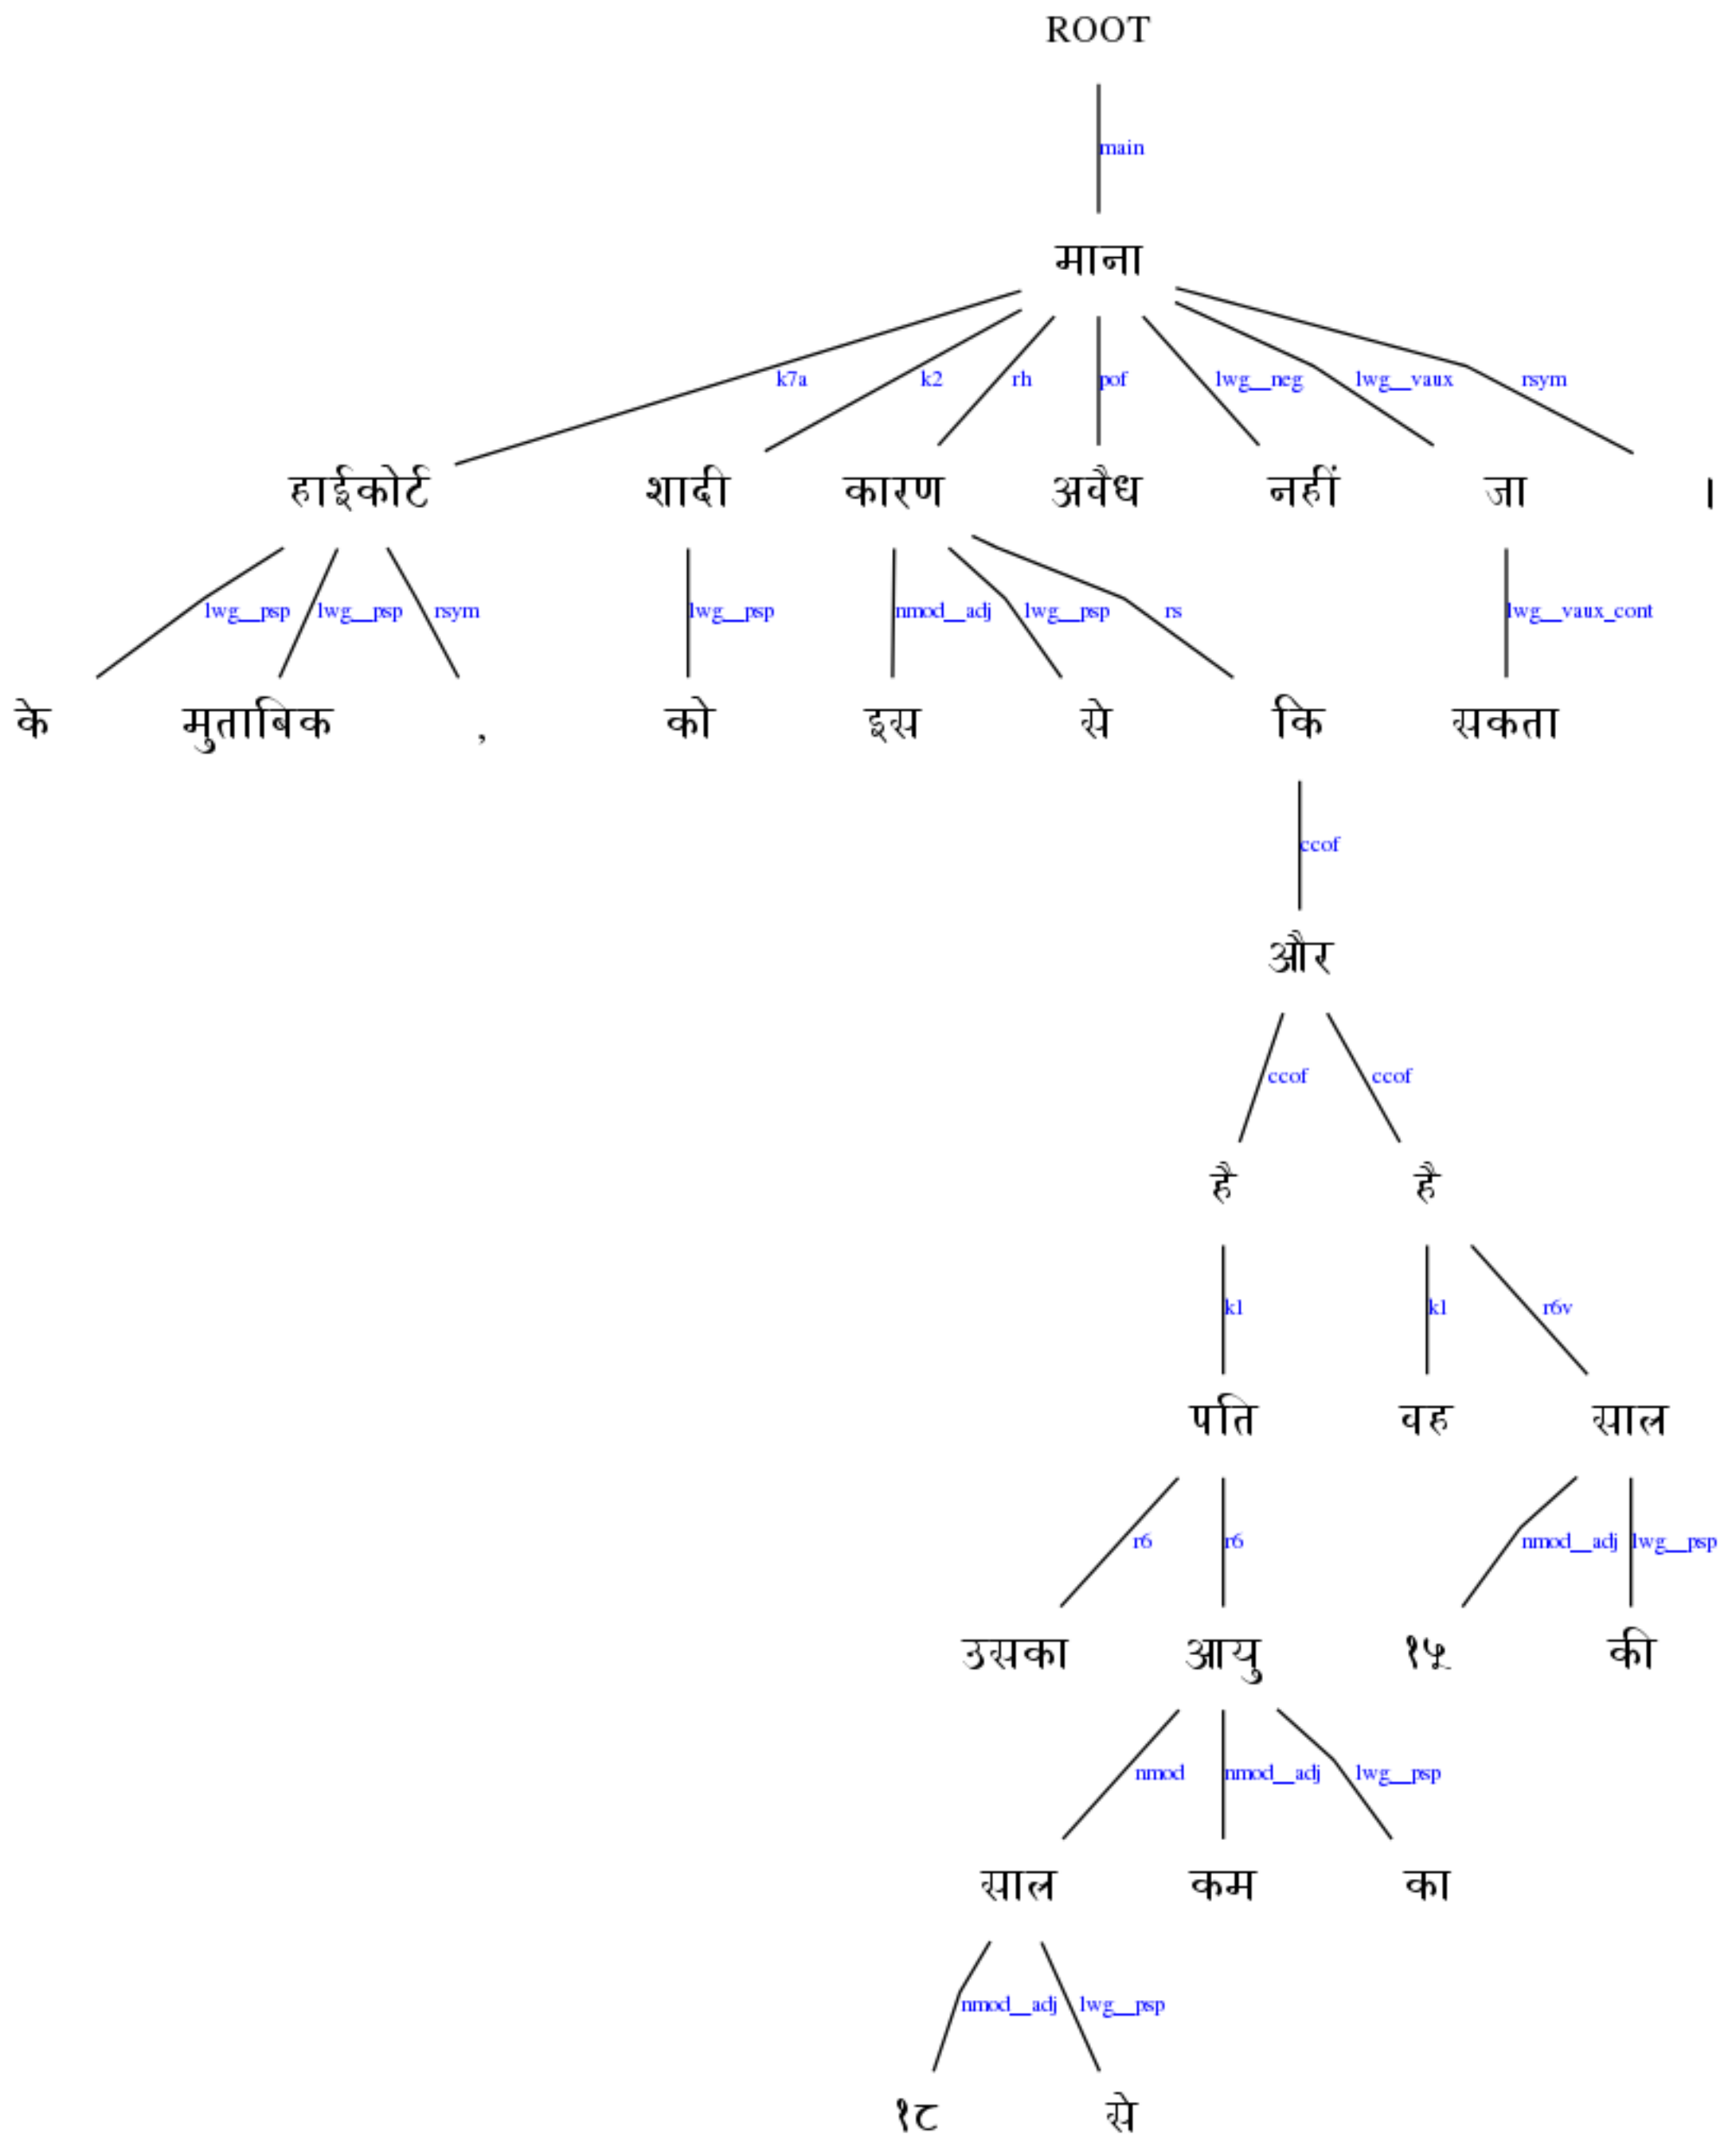 ROOT
main
माना
k7a k2 rh pof lwg__neg lwg__vaux rsym
हाईकोर्ट शादी कारण अवैध नहीं जा ।
lwg__psp lwg__psp rsym lwg__psp nmod__adj lwg__psp rs lwg__vaux_cont
के मुताबिक , को इस से कि सकता
ccof
और
ccof ccof
है है
k1 k1 r6v
पति वह साल
r6 r6 nmod__adj lwg__psp
उसका आयु १५ की
nmod nmod__adj lwg__psp
साल कम का
nmod__adj lwg__psp
१८ से